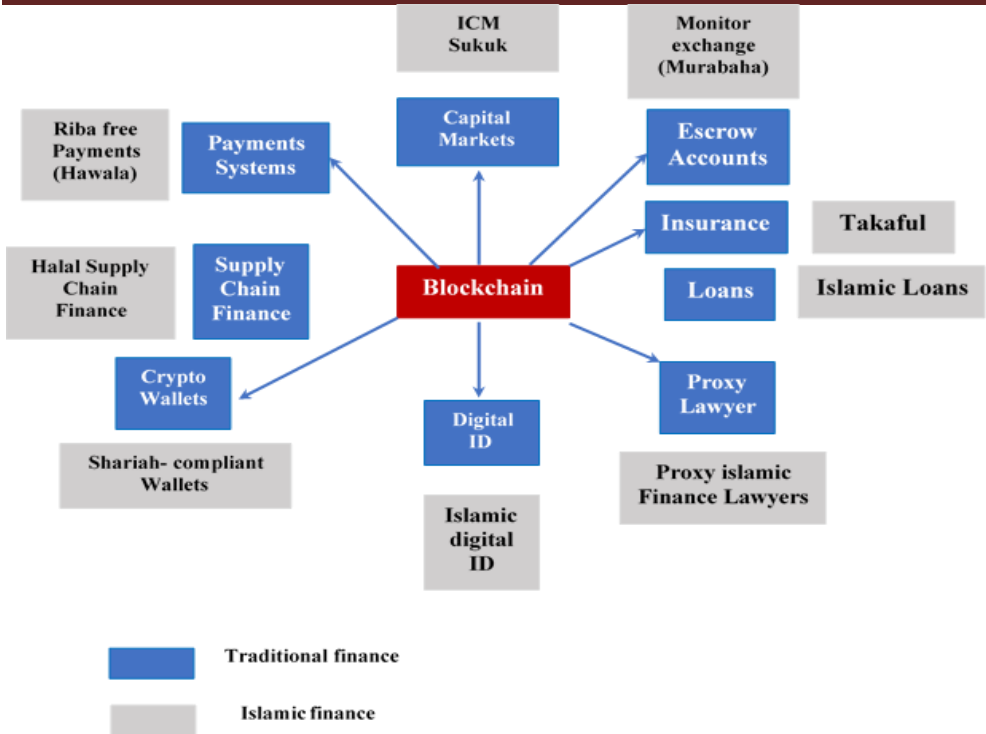 ICM
Sukuk
Monitor
exchange
(Murabaha)
Capital
Markets
Escrow
Accounts
Riba free
Payments
(Hawala)
Payments
Systems
Insurance
Takaful
Halal Supply
Chain
Finance
Supply
Chain
Finance
Blockchain
Loans
Islamic Loans
Crypto
Wallets
Proxy
Lawyer
Digital
ID
Shariah- compliant
Wallets
Proxy islamic
Finance Lawyers
Islamic
digital
ID
Traditional finance
Islamic finance